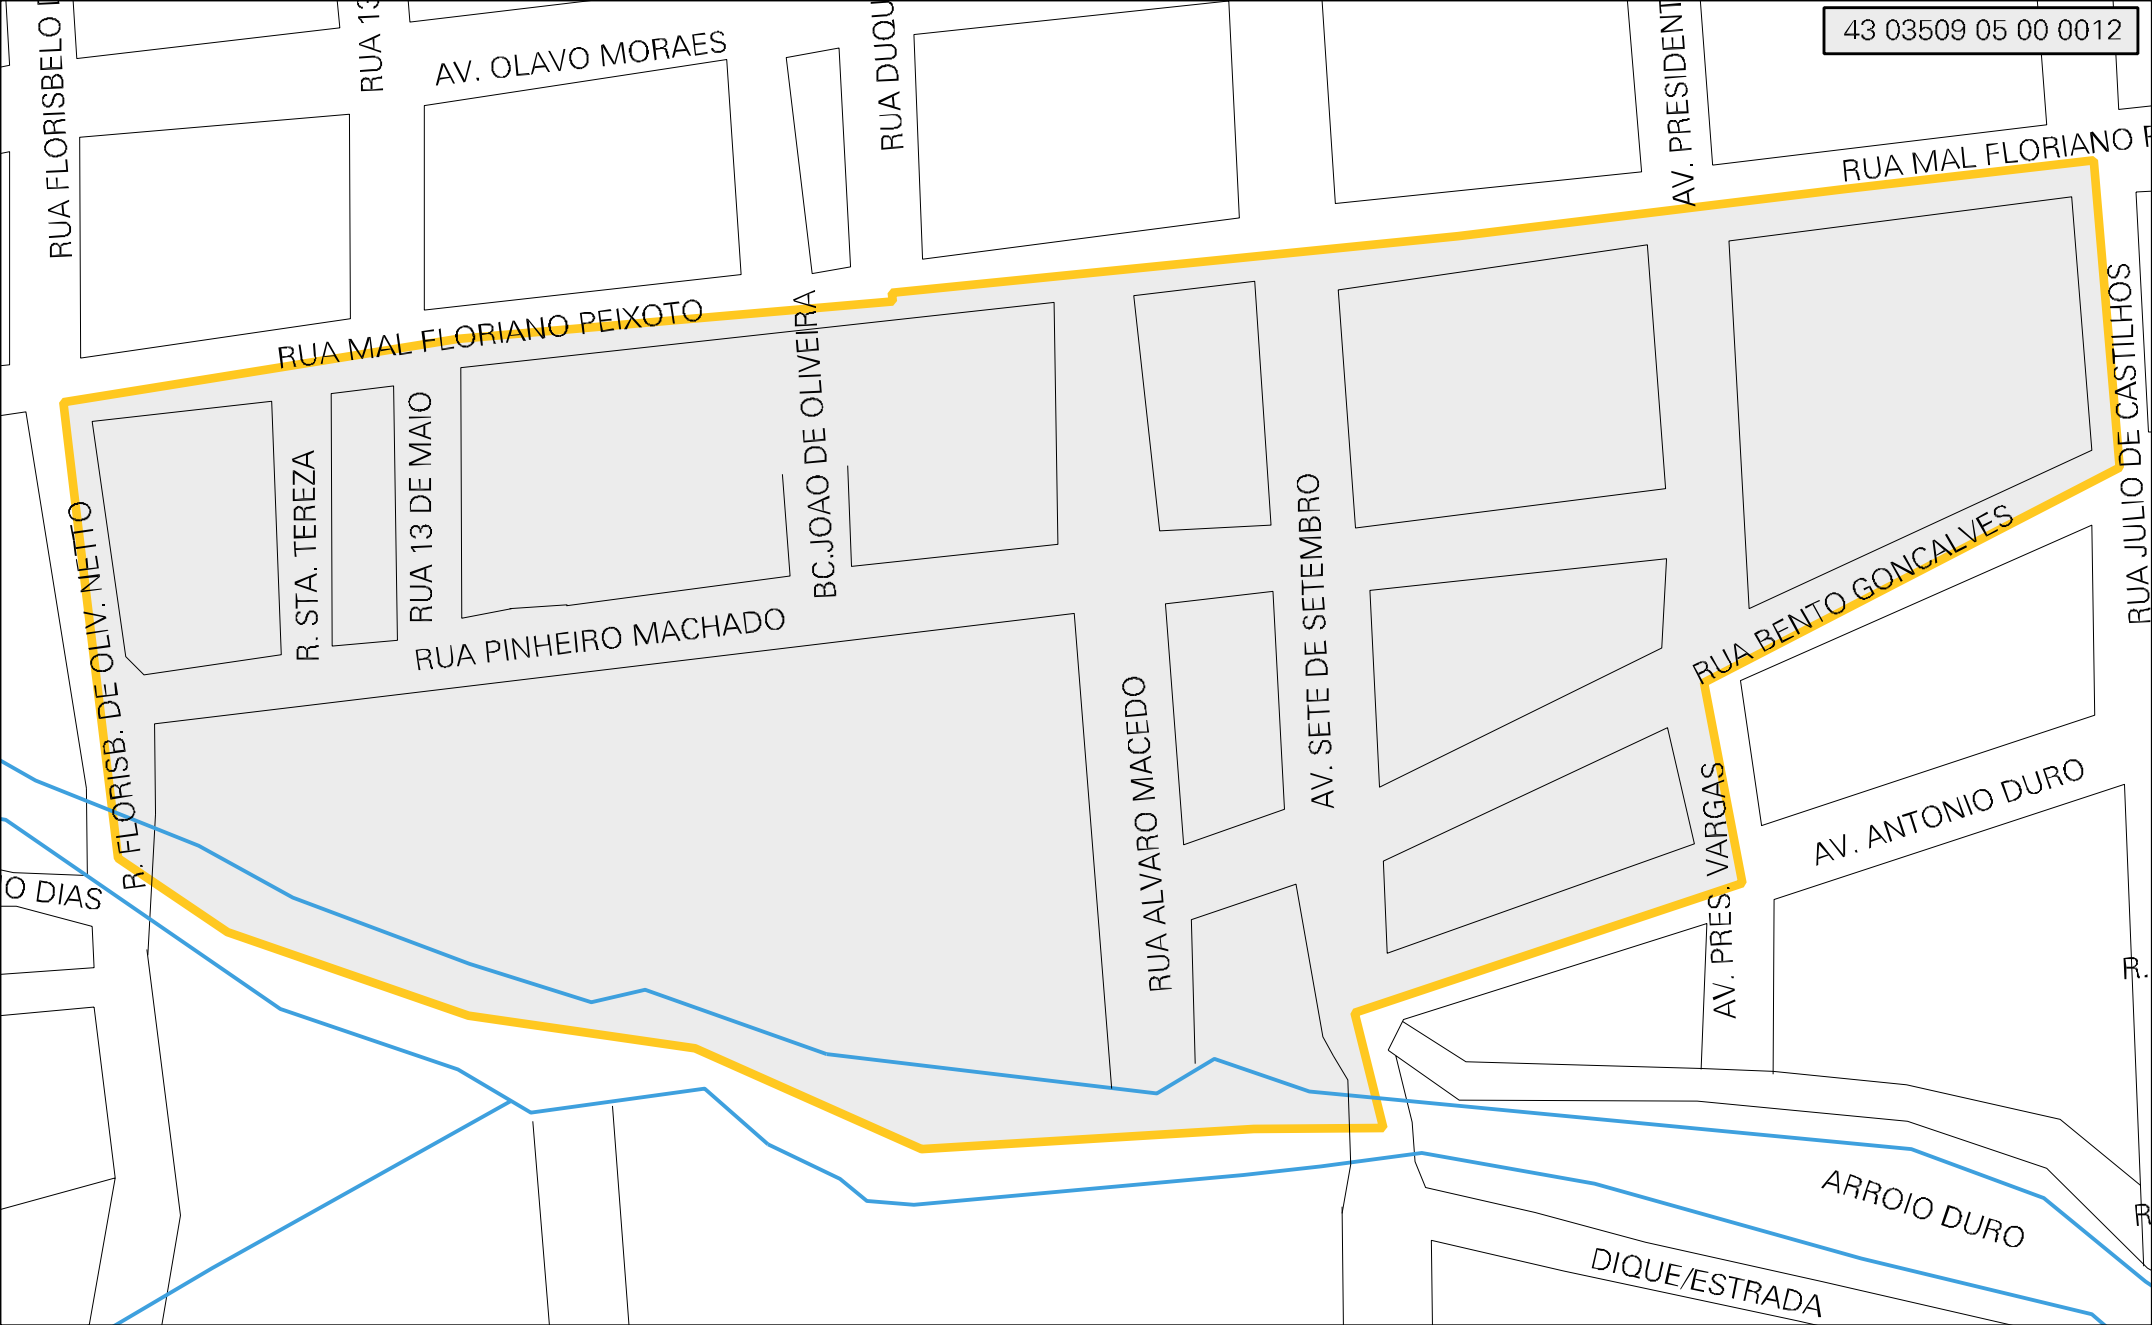 43 03509 05 00 0012
RUA FLORISBELO
RUA 13
AV. OLAVO MORAES
RUA DUQU
AV. PRESIDENT
RUA MAL FLORIANO P
RUA MAL FLORIANO PEIXOTO
BC.JOAO DE OLIVEIRA
RUA JULIO DE CASTILHOS
R. STA. TEREZA
RUA 13 DE MAIO
R. FLORISB. DE OLIV. NETTO
RUA PINHEIRO MACHADO
AV. SETE DE SETEMBRO
RUA BENTO GONCALVES
RUA ALVARO MACEDO
AV. PRES. VARGAS
AV. ANTONIO DURO
O DIAS
R.
ARROIO DURO
R
DIQUE/ESTRADA